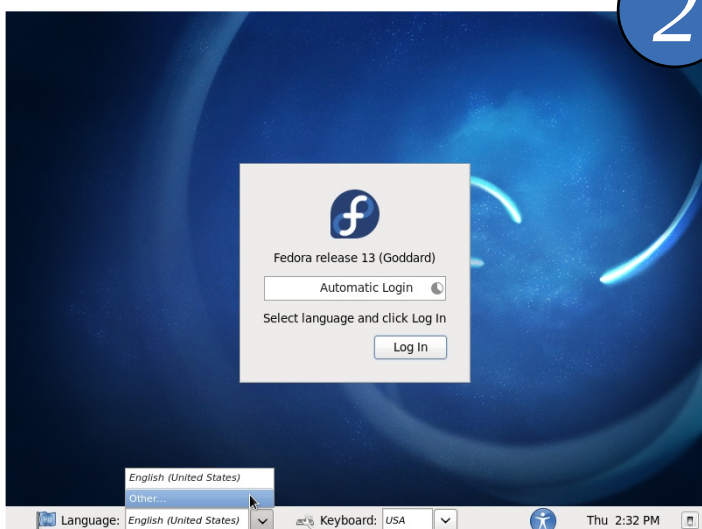 2
Fedora release 13 (Goddard)
Automatic Login
Select language and click Log In
Log In
English (United States)
Other...
Language: English (United States) Keyboard: USA Thu 2:32 PM